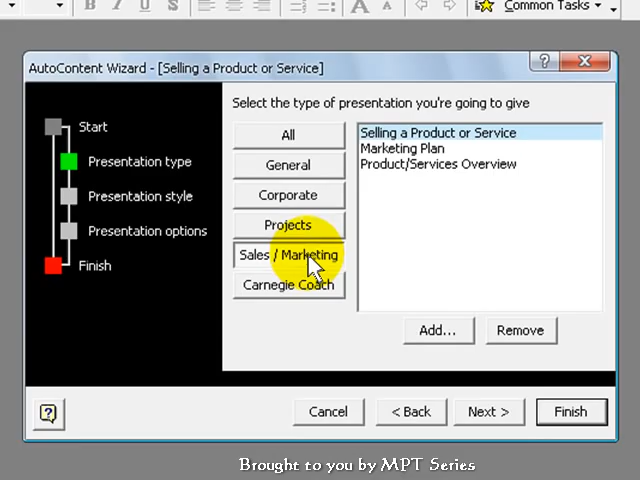 B I U S A A Common Tasks
AutoContent Wizard - [Selling a Product or Service]
Select the type of presentation you're going to give
Start
Presentation type
Presentation style
Presentation options
Finish
All
General
Corporate
Projects
Sales / Marketing
Carnegie Coach
Selling a Product or Service
Marketing Plan
Product/Services Overview
Add...
Remove
Cancel
< Back
Next >
Finish
Brought to you by MPT Series